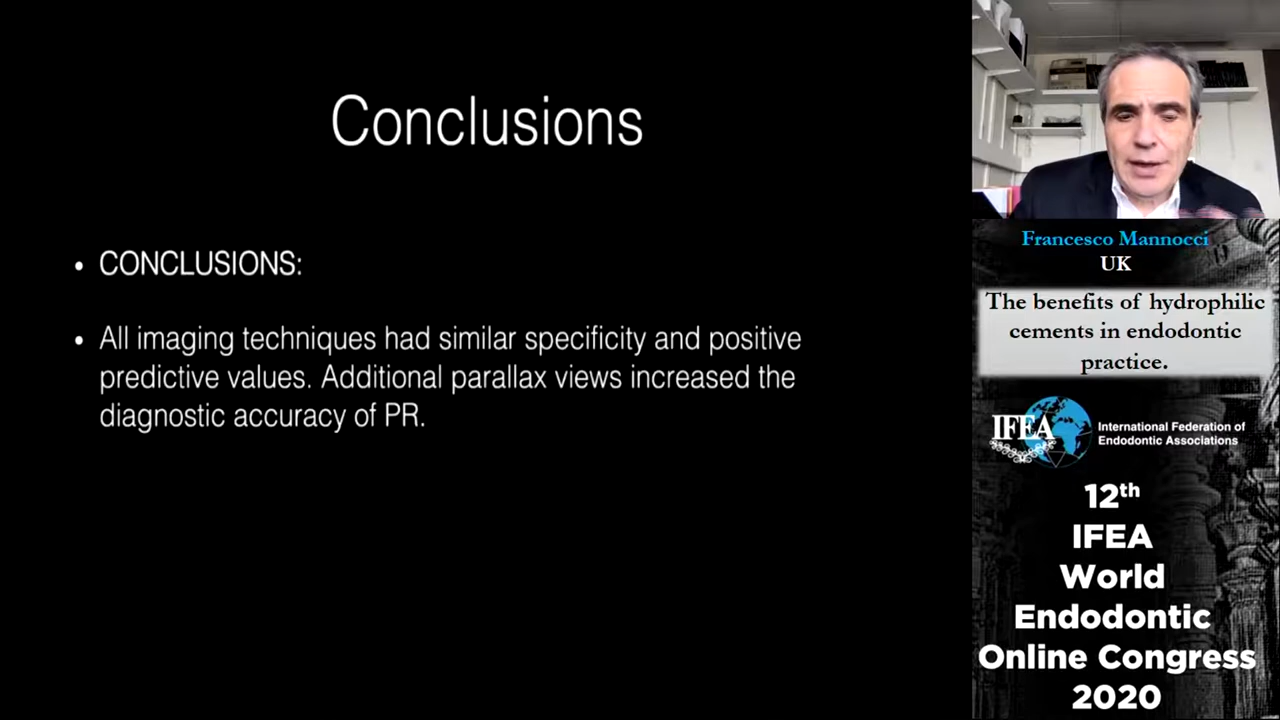 Conclusions
• CONCLUSIONS:
• All imaging techniques had similar specificity and positive
predictive values. Additional parallax views increased the
diagnostic accuracy of PR.
Francesco Mannocci
UK
The benefits of hydrophilic
cements in endodontic
practice.
IFEA
International Federation of
Endodontic Associations
12th
IFEA
World
Endodontic
Online Congress
2020